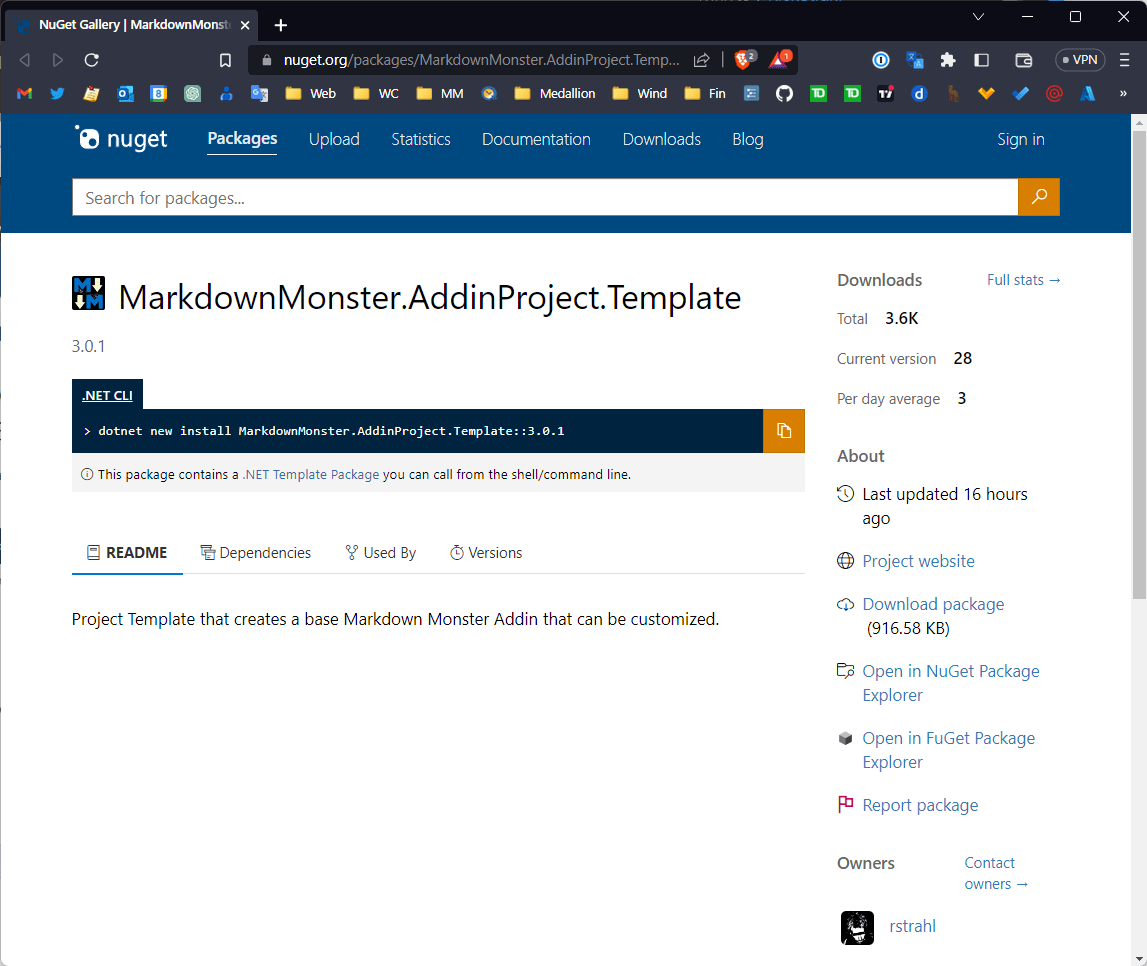 NuGet Gallery | MarkdownMonst
nuget.org/packages/MarkdownMonster.AddinProject.Temp...
2
1
VPN
8
Web
WC
MM
Medallion
Wind
Fin
TD
TD
d
»
nuget
Packages
Upload
Statistics
Documentation
Downloads
Blog
Sign in
Search for packages...
MarkdownMonster.AddinProject.Template
3.0.1
.NET CLI
> dotnet new install MarkdownMonster.AddinProject.Template::3.0.1
This package contains a .NET Template Package you can call from the shell/command line.
README
Dependencies
Used By
Versions
Project Template that creates a base Markdown Monster Addin that can be customized.
Downloads
Full stats →
Total 3.6K
Current version 28
Per day average 3
About
Last updated 16 hours
ago
Project website
Download package
(916.58 KB)
Open in NuGet Package
Explorer
Open in FuGet Package
Explorer
Report package
Owners
Contact
owners →
rstrahl